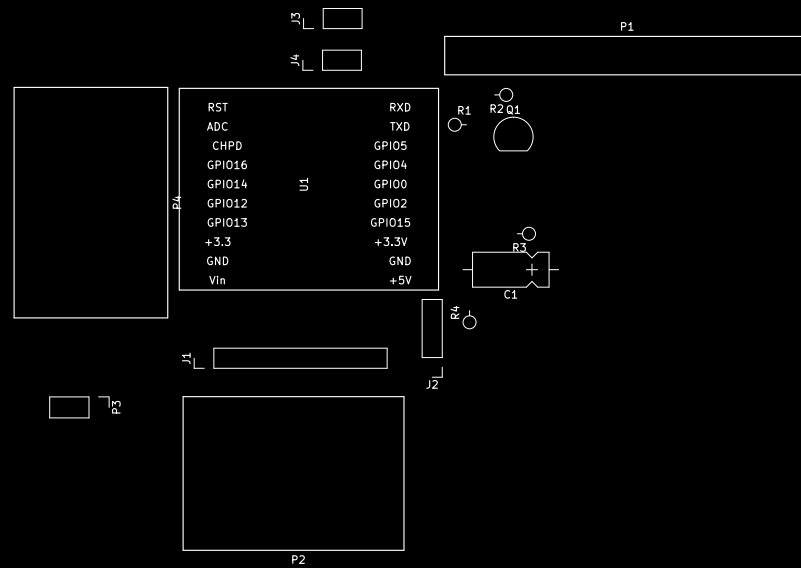 J3
P1
J4
R1
R2
Q1
RST RXD
ADC TXD
CHPD GPIO5
GPIO16 GPIO4
GPIO14 GPIO0
U1
P4
GPIO12 GPIO2
GPIO13 GPIO15
+3.3 +3.3V
GND GND
Vin +5V
R3
C1
R4
J1
J2
P3
P2